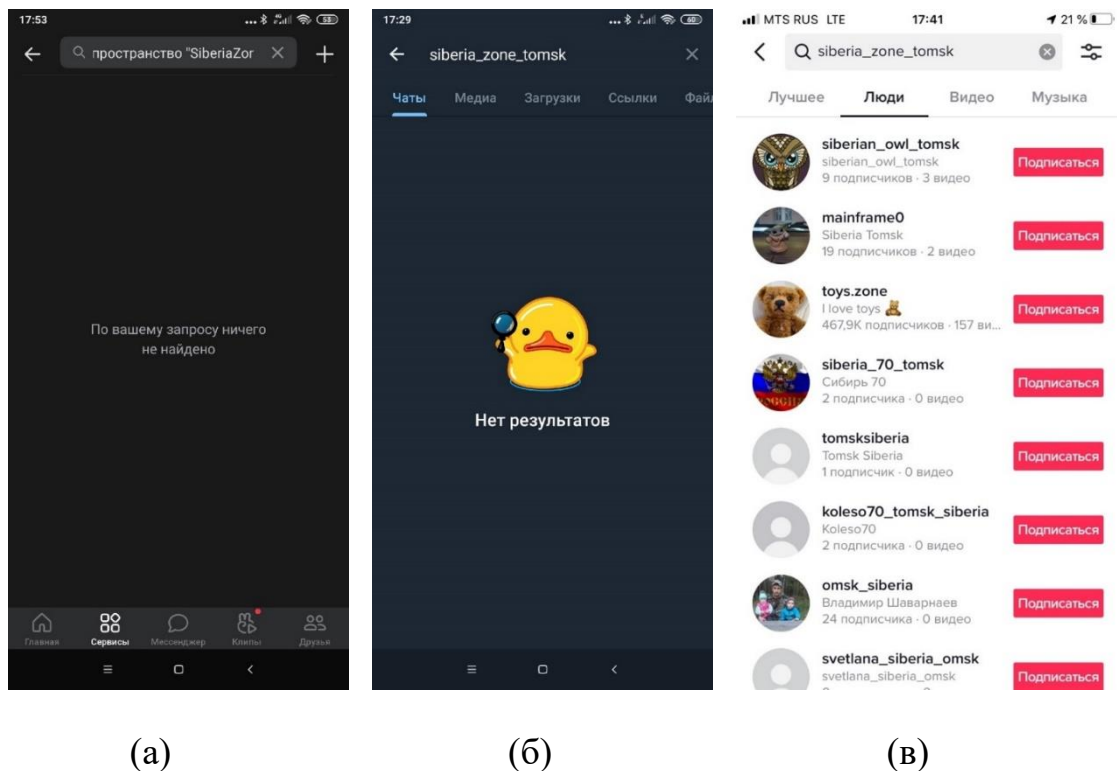 17:53
58
пространство "SiberiaZor
По вашему запросу ничего
не найдено
Главная Сервисы Мессенджер Клипы Друзья
17:29
60
siberia_zone_tomsk
Чаты Медиа Загрузки Ссылки Фай
Нет результатов
MTS RUS LTE 17:41 21 %
siberia_zone_tomsk
Лучшее Люди Видео Музыка
siberian_owl_tomsk
siberian_owl_tomsk
9 подписчиков · 3 видео
Подписаться
mainframe0
Siberia Tomsk
19 подписчиков · 2 видео
Подписаться
toys.zone
I love toys
467,9K подписчиков · 157 ви...
Подписаться
siberia_70_tomsk
Сибирь 70
2 подписчика · 0 видео
Подписаться
tomsksiberia
Tomsk Siberia
1 подписчик · 0 видео
Подписаться
koleso70_tomsk_siberia
Koleso70
2 подписчика · 0 видео
Подписаться
omsk_siberia
Владимир Шаварнаев
24 подписчика · 0 видео
Подписаться
svetlana_siberia_omsk
svetlana_siberia_omsk
Подписаться
(а) (б) (в)